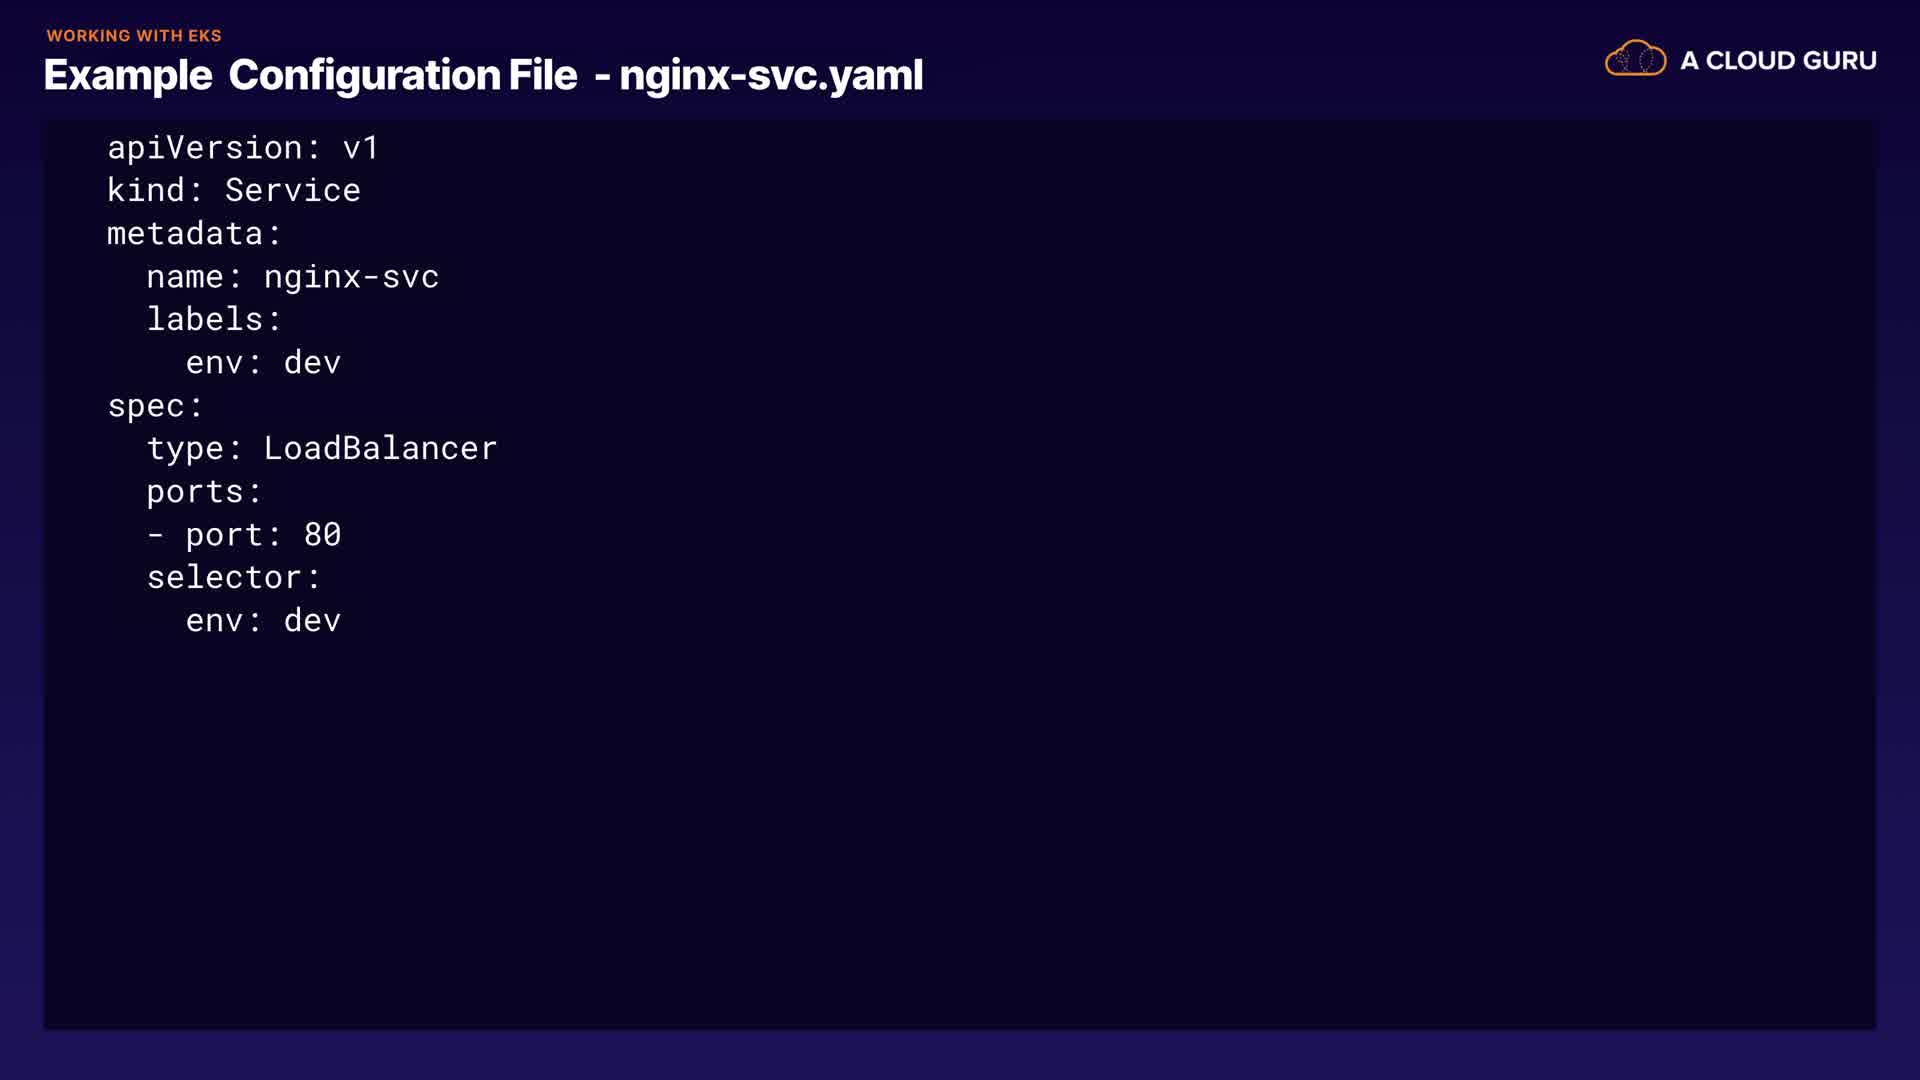 WORKING WITH EKS
Example Configuration File - nginx-svc.yaml
A CLOUD GURU
apiVersion: v1
kind: Service
metadata:
  name: nginx-svc
  labels:
    env: dev
spec:
  type: LoadBalancer
  ports:
  - port: 80
  selector:
    env: dev